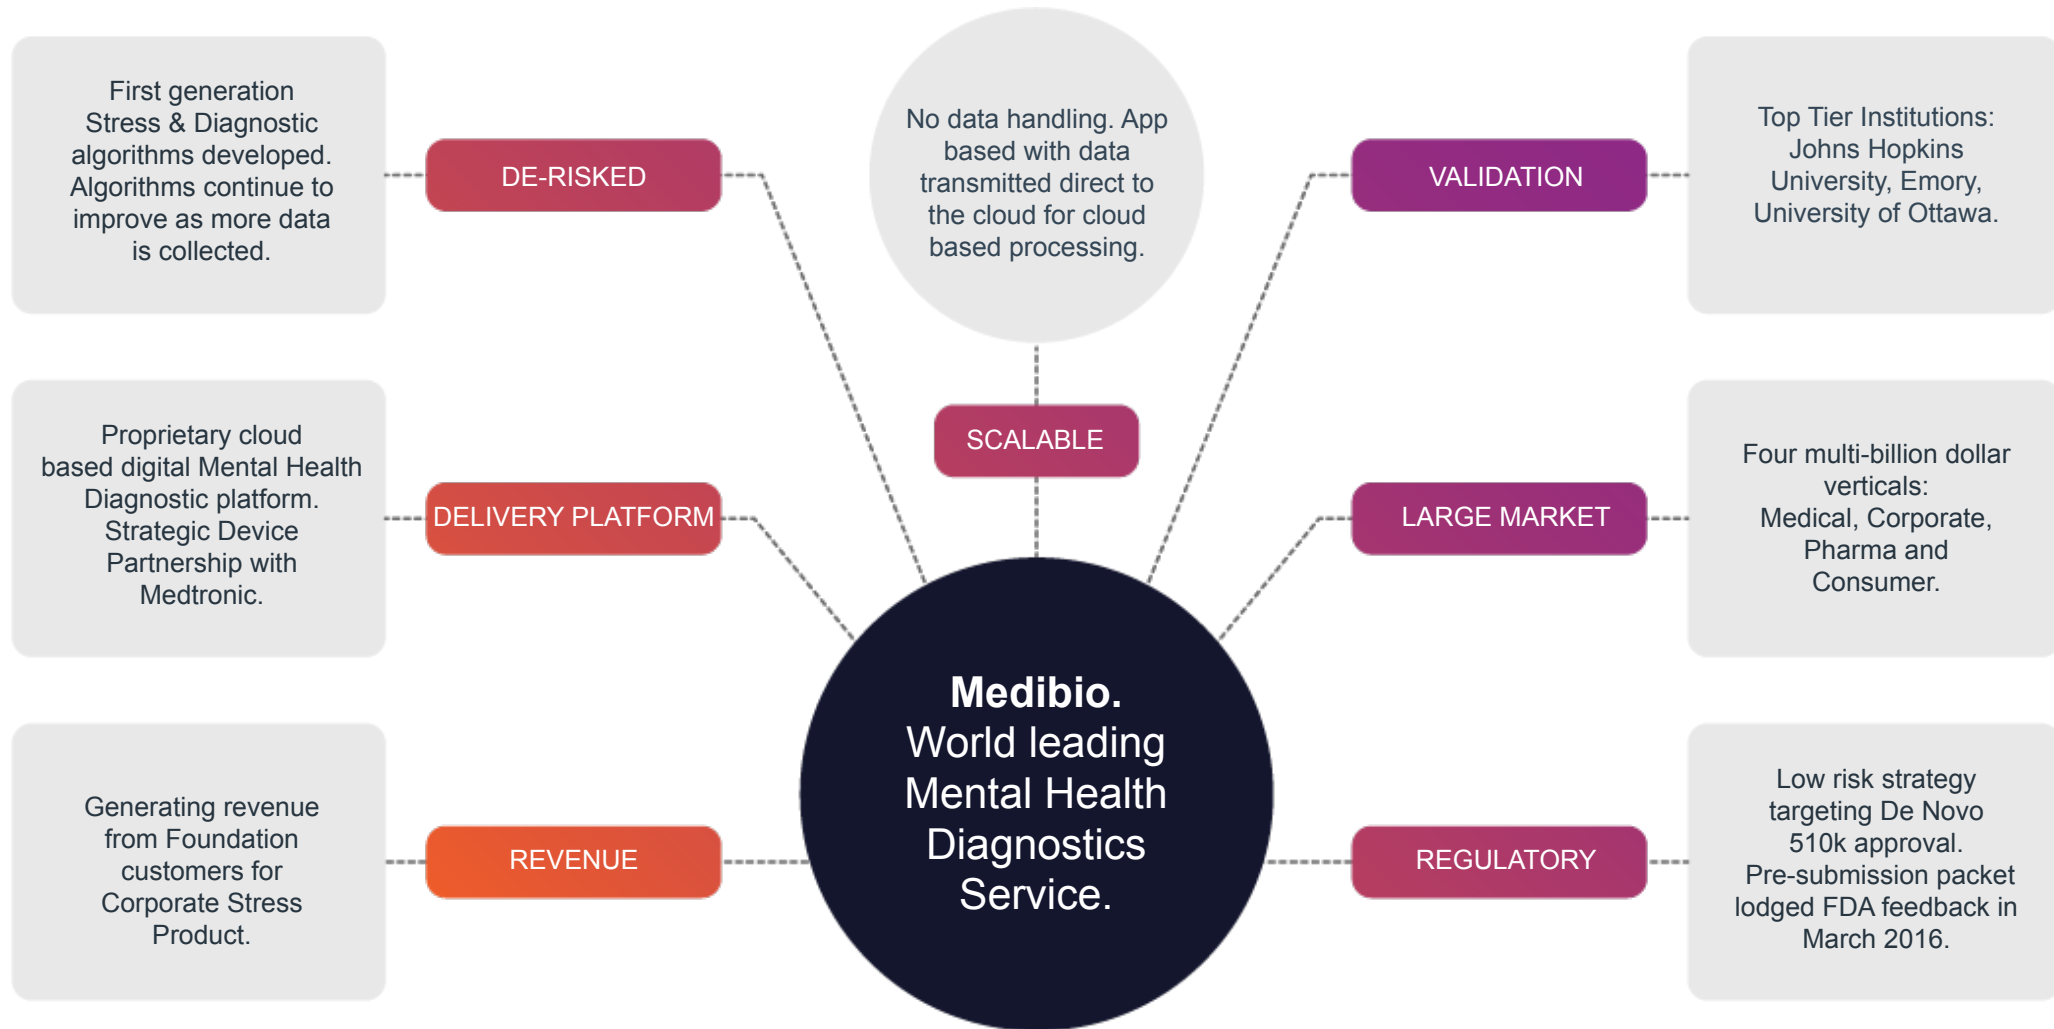 First generation
Stress & Diagnostic
algorithms developed.
Algorithms continue to
improve as more data
is collected.
DE-RISKED
No data handling. App
based with data
transmitted direct to
the cloud for cloud
based processing.
SCALABLE
VALIDATION
Top Tier Institutions:
Johns Hopkins
University, Emory,
University of Ottawa.
Proprietary cloud
based digital Mental Health
Diagnostic platform.
Strategic Device
Partnership with
Medtronic.
DELIVERY PLATFORM
LARGE MARKET
Four multi-billion dollar
verticals:
Medical, Corporate,
Pharma and
Consumer.
Generating revenue
from Foundation
customers for
Corporate Stress
Product.
REVENUE
Medibio.
World leading
Mental Health
Diagnostics
Service.
REGULATORY
Low risk strategy
targeting De Novo
510k approval.
Pre-submission packet
lodged FDA feedback in
March 2016.